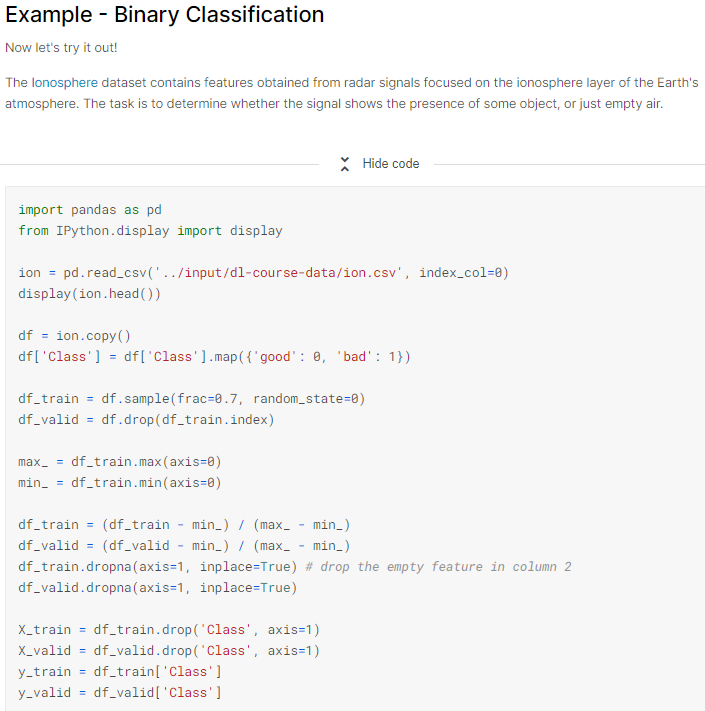 Example - Binary Classification
Now let's try it out!
The Ionosphere dataset contains features obtained from radar signals focused on the ionosphere layer of the Earth's
atmosphere. The task is to determine whether the signal shows the presence of some object, or just empty air.
Hide code
import pandas as pd
from IPython.display import display
ion = pd.read_csv('../input/dl-course-data/ion.csv', index_col=0)
display(ion.head())
df = ion.copy()
df['Class'] = df['Class'].map({'good': 0, 'bad': 1})
df_train = df.sample(frac=0.7, random_state=0)
df_valid = df.drop(df_train.index)
max_ = df_train.max(axis=0)
min_ = df_train.min(axis=0)
df_train = (df_train - min_) / (max_ - min_)
df_valid = (df_valid - min_) / (max_ - min_)
df_train.dropna(axis=1, inplace=True) # drop the empty feature in column 2
df_valid.dropna(axis=1, inplace=True)
X_train = df_train.drop('Class', axis=1)
X_valid = df_valid.drop('Class', axis=1)
y_train = df_train['Class']
y_valid = df_valid['Class']